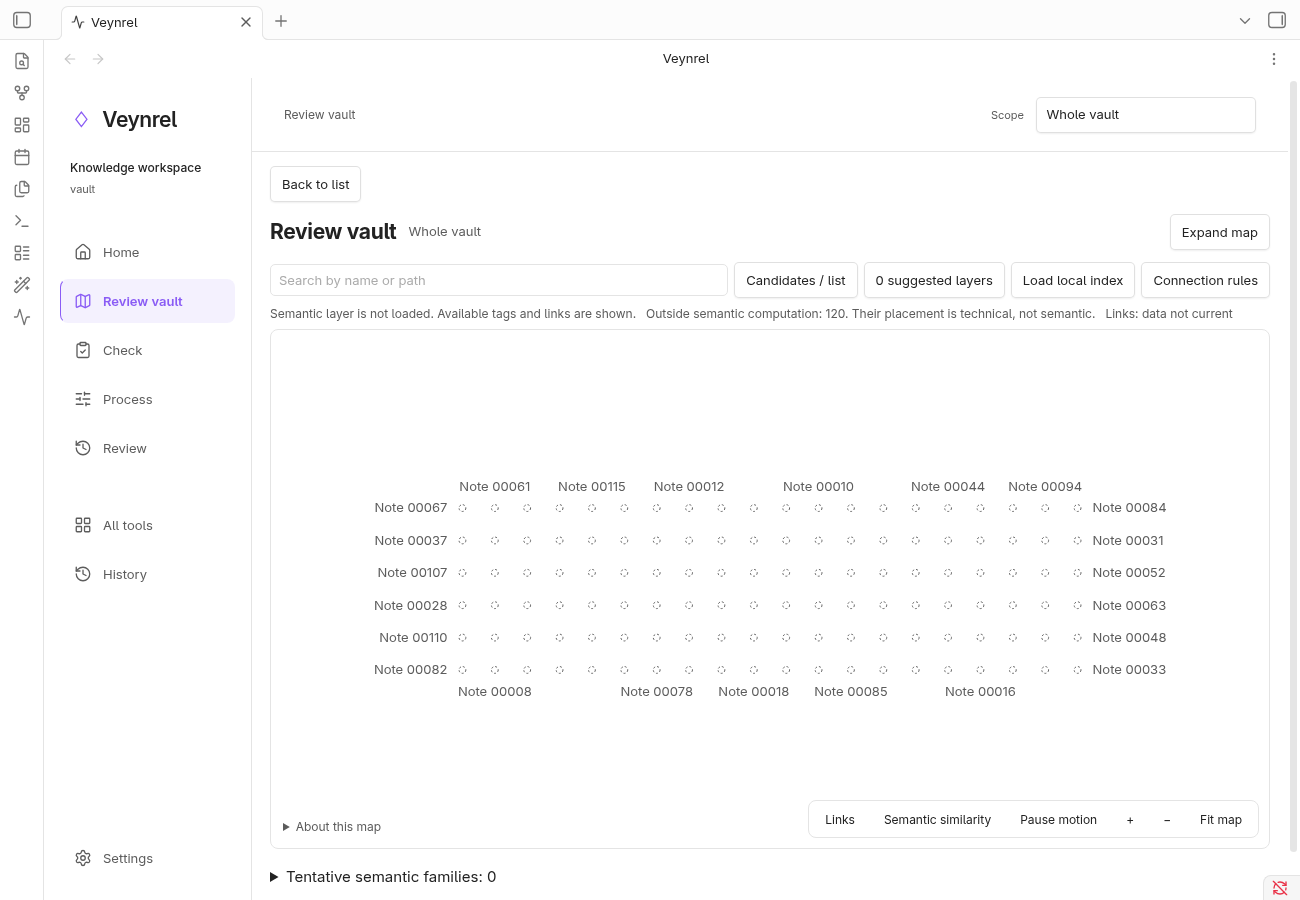 Veynrel
Veynrel
Veynrel
Knowledge workspace
vault
Home
Review vault
Check
Process
Review
All tools
History
Settings
Review vault
Scope
Whole vault
Back to list
Review vault
Whole vault
Expand map
Search by name or path
Candidates / list
0 suggested layers
Load local index
Connection rules
Semantic layer is not loaded. Available tags and links are shown. Outside semantic computation: 120. Their placement is technical, not semantic. Links: data not current
Note 00061 Note 00115 Note 00012 Note 00010 Note 00044 Note 00094
Note 00067 Note 00084
Note 00037 Note 00031
Note 00107 Note 00052
Note 00028 Note 00063
Note 00110 Note 00048
Note 00082 Note 00033
Note 00008 Note 00078 Note 00018 Note 00085 Note 00016
About this map
Links Semantic similarity Pause motion + − Fit map
Tentative semantic families: 0